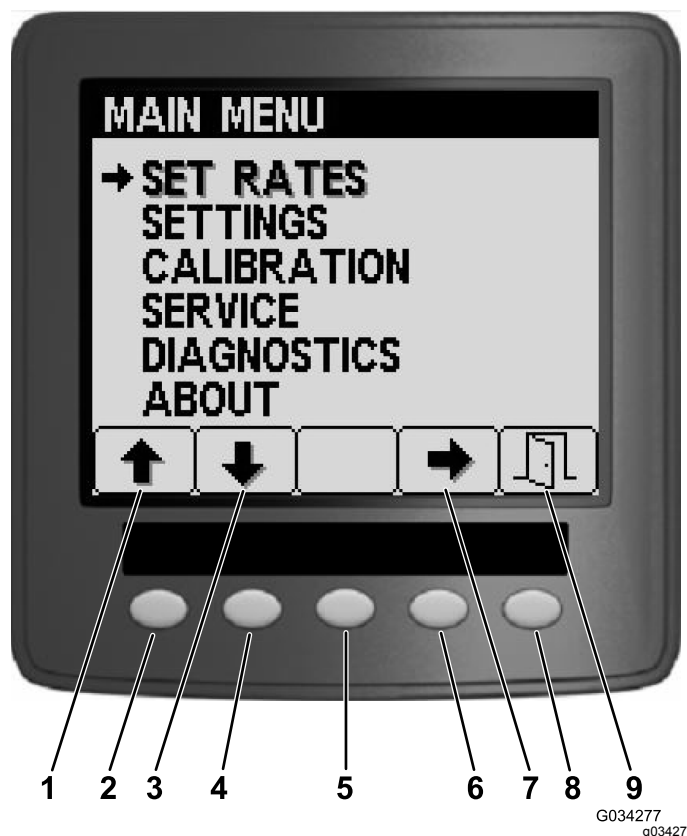 MAIN MENU
SET RATES
SETTINGS
CALIBRATION
SERVICE
DIAGNOSTICS
ABOUT
1 2 3 4 5 6 7 8 9
G034277
g03427